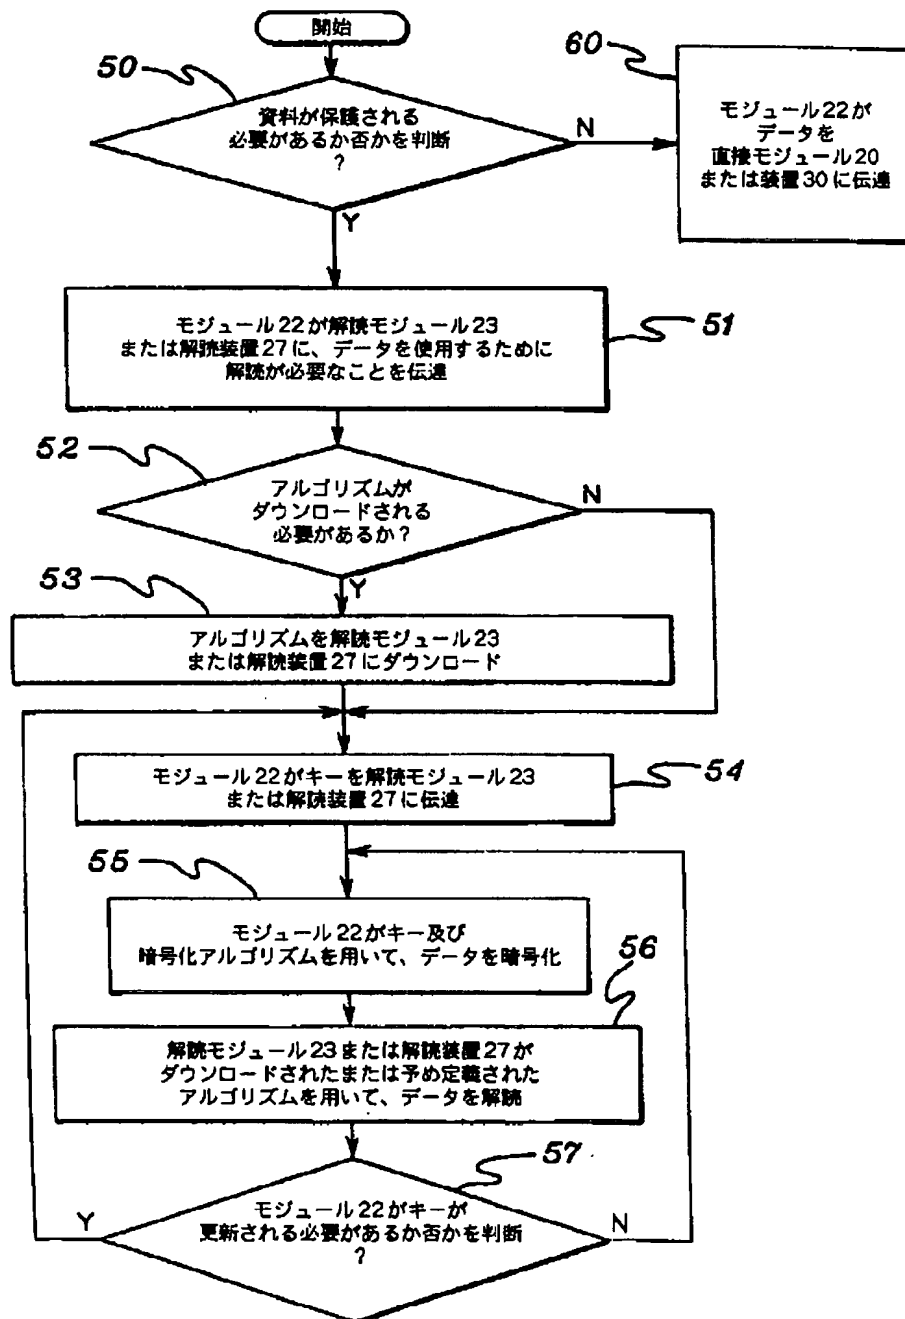 開始
50
資料が保護される
必要があるか否かを判断
?
N
Y
60
モジュール22が
データを
直接モジュール20
または装置30に伝達
モジュール22が解読モジュール23
または解読装置27に、データを使用するために
解読が必要なことを伝達
51
52
アルゴリズムが
ダウンロードされる
必要があるか?
N
Y
53
アルゴリズムを解読モジュール23
または解読装置27にダウンロード
モジュール22がキーを解読モジュール23
または解読装置27に伝達
54
55
モジュール22がキー及び
暗号化アルゴリズムを用いて、データを暗号化
56
解読モジュール23または解読装置27が
ダウンロードされたまたは予め定義された
アルゴリズムを用いて、データを解読
57
モジュール22がキーが
更新される必要があるか否かを判断
?
Y
N